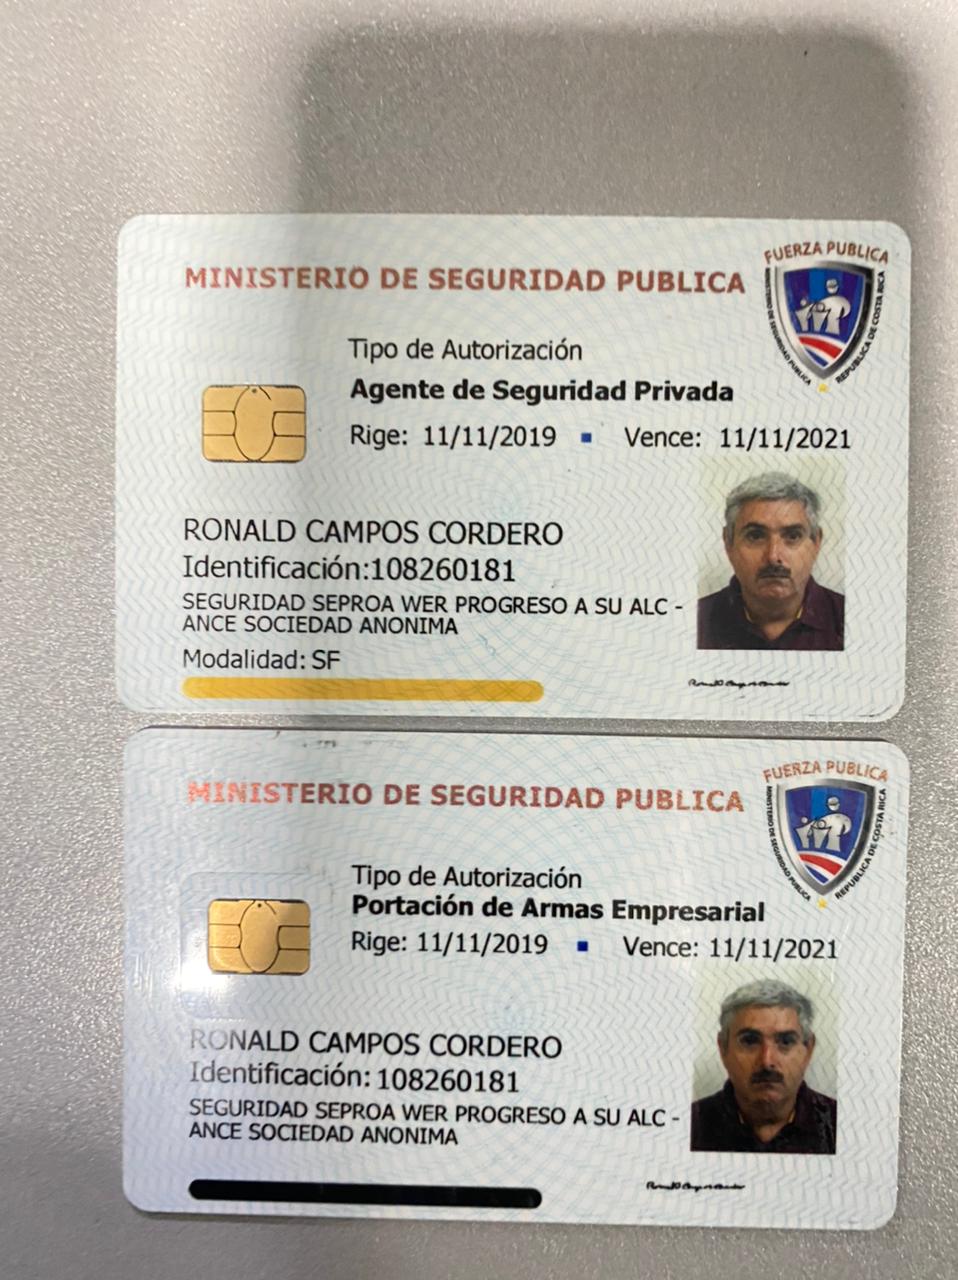 FUERZA PUBLICA
MINISTERIO DE SEGURIDAD PUBLICA
MINISTERIO DE SEGURIDAD PUBLICA
REPUBLICA DE COSTA RICA
Tipo de Autorización
Agente de Seguridad Privada
Rige: 11/11/2019 ▪ Vence: 11/11/2021
RONALD CAMPOS CORDERO
Identificación:108260181
SEGURIDAD SEPROA WER PROGRESO A SU ALC -
ANCE SOCIEDAD ANONIMA
Modalidad: SF
FUERZA PUBLICA
MINISTERIO DE SEGURIDAD PUBLICA
MINISTERIO DE SEGURIDAD PUBLICA
REPUBLICA DE COSTA RICA
Tipo de Autorización
Portación de Armas Empresarial
Rige: 11/11/2019 ▪ Vence: 11/11/2021
RONALD CAMPOS CORDERO
Identificación: 108260181
SEGURIDAD SEPROA WER PROGRESO A SU ALC -
ANCE SOCIEDAD ANONIMA